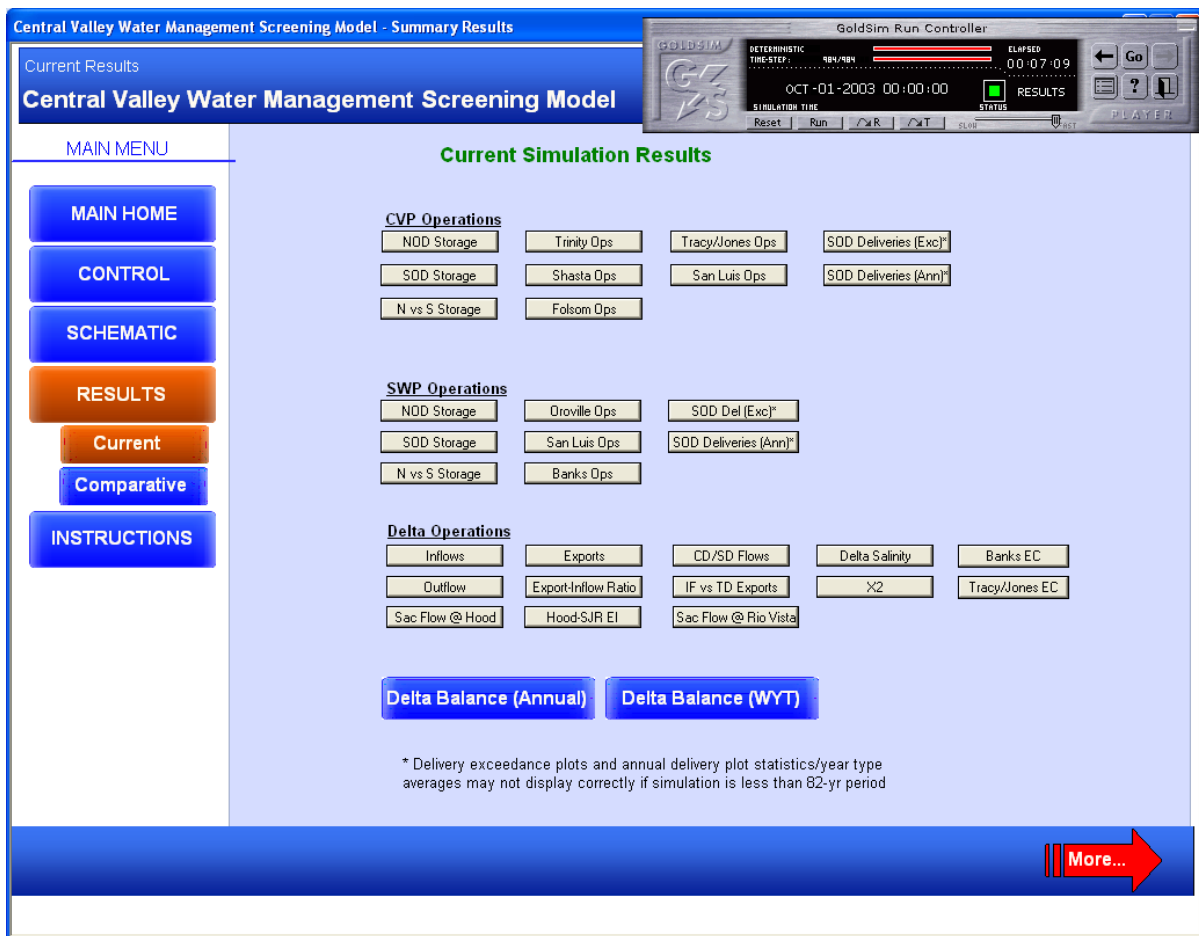 Central Valley Water Management Screening Model - Summary Results
GoldSim Run Controller
GOLDSIM
DETERMINISTIC
TIME-STEP: 984/984
ELAPSED
00:07:09
OCT-01-2003 00:00:00
RESULTS
SIMULATION TIME
STATUS
Reset Run R T SLOW FAST
Go
?
PLAYER
Current Results
Central Valley Water Management Screening Model
MAIN MENU
MAIN HOME
CONTROL
SCHEMATIC
RESULTS
Current
Comparative
INSTRUCTIONS
Current Simulation Results
CVP Operations
NOD Storage Trinity Ops Tracy/Jones Ops SOD Deliveries (Exc)*
SOD Storage Shasta Ops San Luis Ops SOD Deliveries (Ann)*
N vs S Storage Folsom Ops
SWP Operations
NOD Storage Oroville Ops SOD Del (Exc)*
SOD Storage San Luis Ops SOD Deliveries (Ann)*
N vs S Storage Banks Ops
Delta Operations
Inflows Exports CD/SD Flows Delta Salinity Banks EC
Outflow Export-Inflow Ratio IF vs TD Exports X2 Tracy/Jones EC
Sac Flow @ Hood Hood-SJR EI Sac Flow @ Rio Vista
Delta Balance (Annual) Delta Balance (WYT)
* Delivery exceedance plots and annual delivery plot statistics/year type
averages may not display correctly if simulation is less than 82-yr period
More...